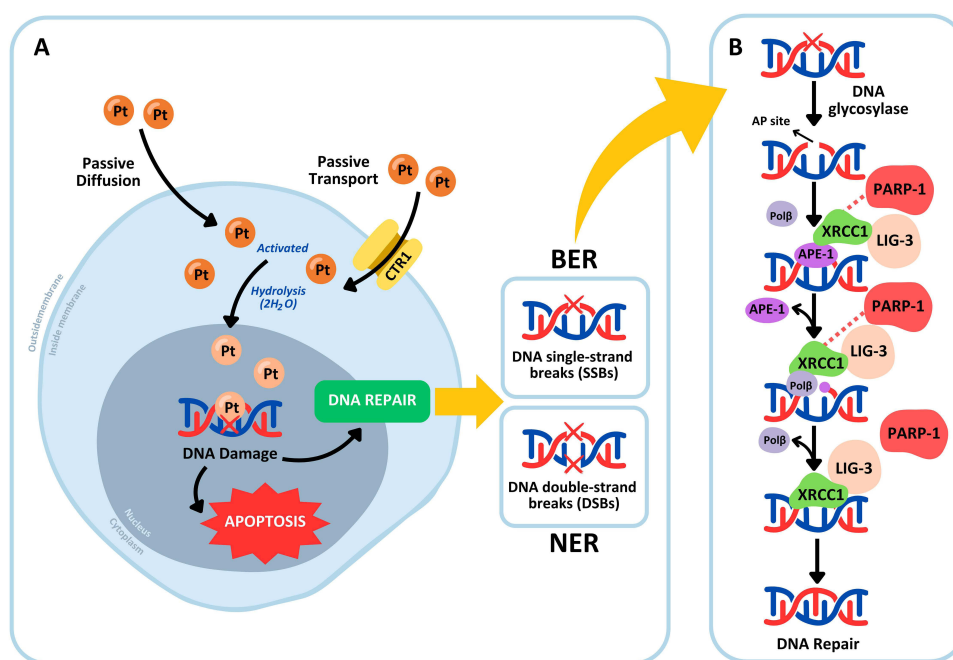 A
Pt
Pt
Passive
Diffusion
Passive
Transport
Pt
Pt
Pt
Activated
Pt
Pt
CTR1
Hydrolysis
(2H₂O)
Outsidemembrane
Inside membrane
Pt
Pt
Pt
DNA Damage
DNA REPAIR
APOPTOSIS
Nucleus
Cytoplasm
BER
DNA single-strand
breaks (SSBs)
DNA double-strand
breaks (DSBs)
NER
B
DNA
glycosylase
AP site
PARP-1
Polβ
XRCC1
LIG-3
APE-1
APE-1
PARP-1
XRCC1
LIG-3
Polβ
PARP-1
Polβ
LIG-3
XRCC1
DNA Repair